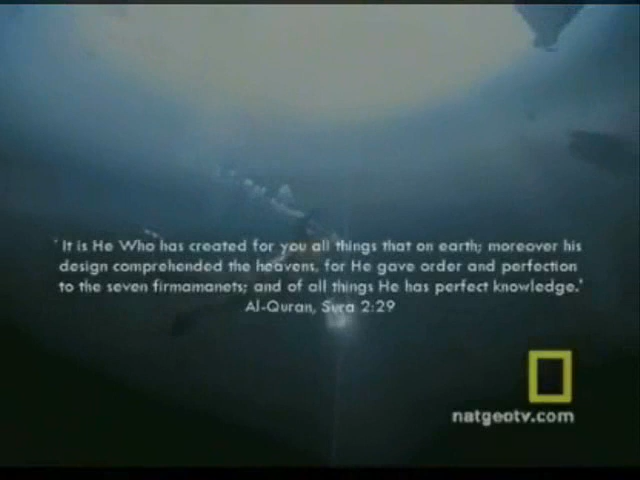 ' It is He Who has created for you all things that on earth; moreover his
design comprehended the heavens, for He gave order and perfection
to the seven firmamanets; and of all things He has perfect knowledge.'
Al-Quran, Sura 2:29
natgeotv.com